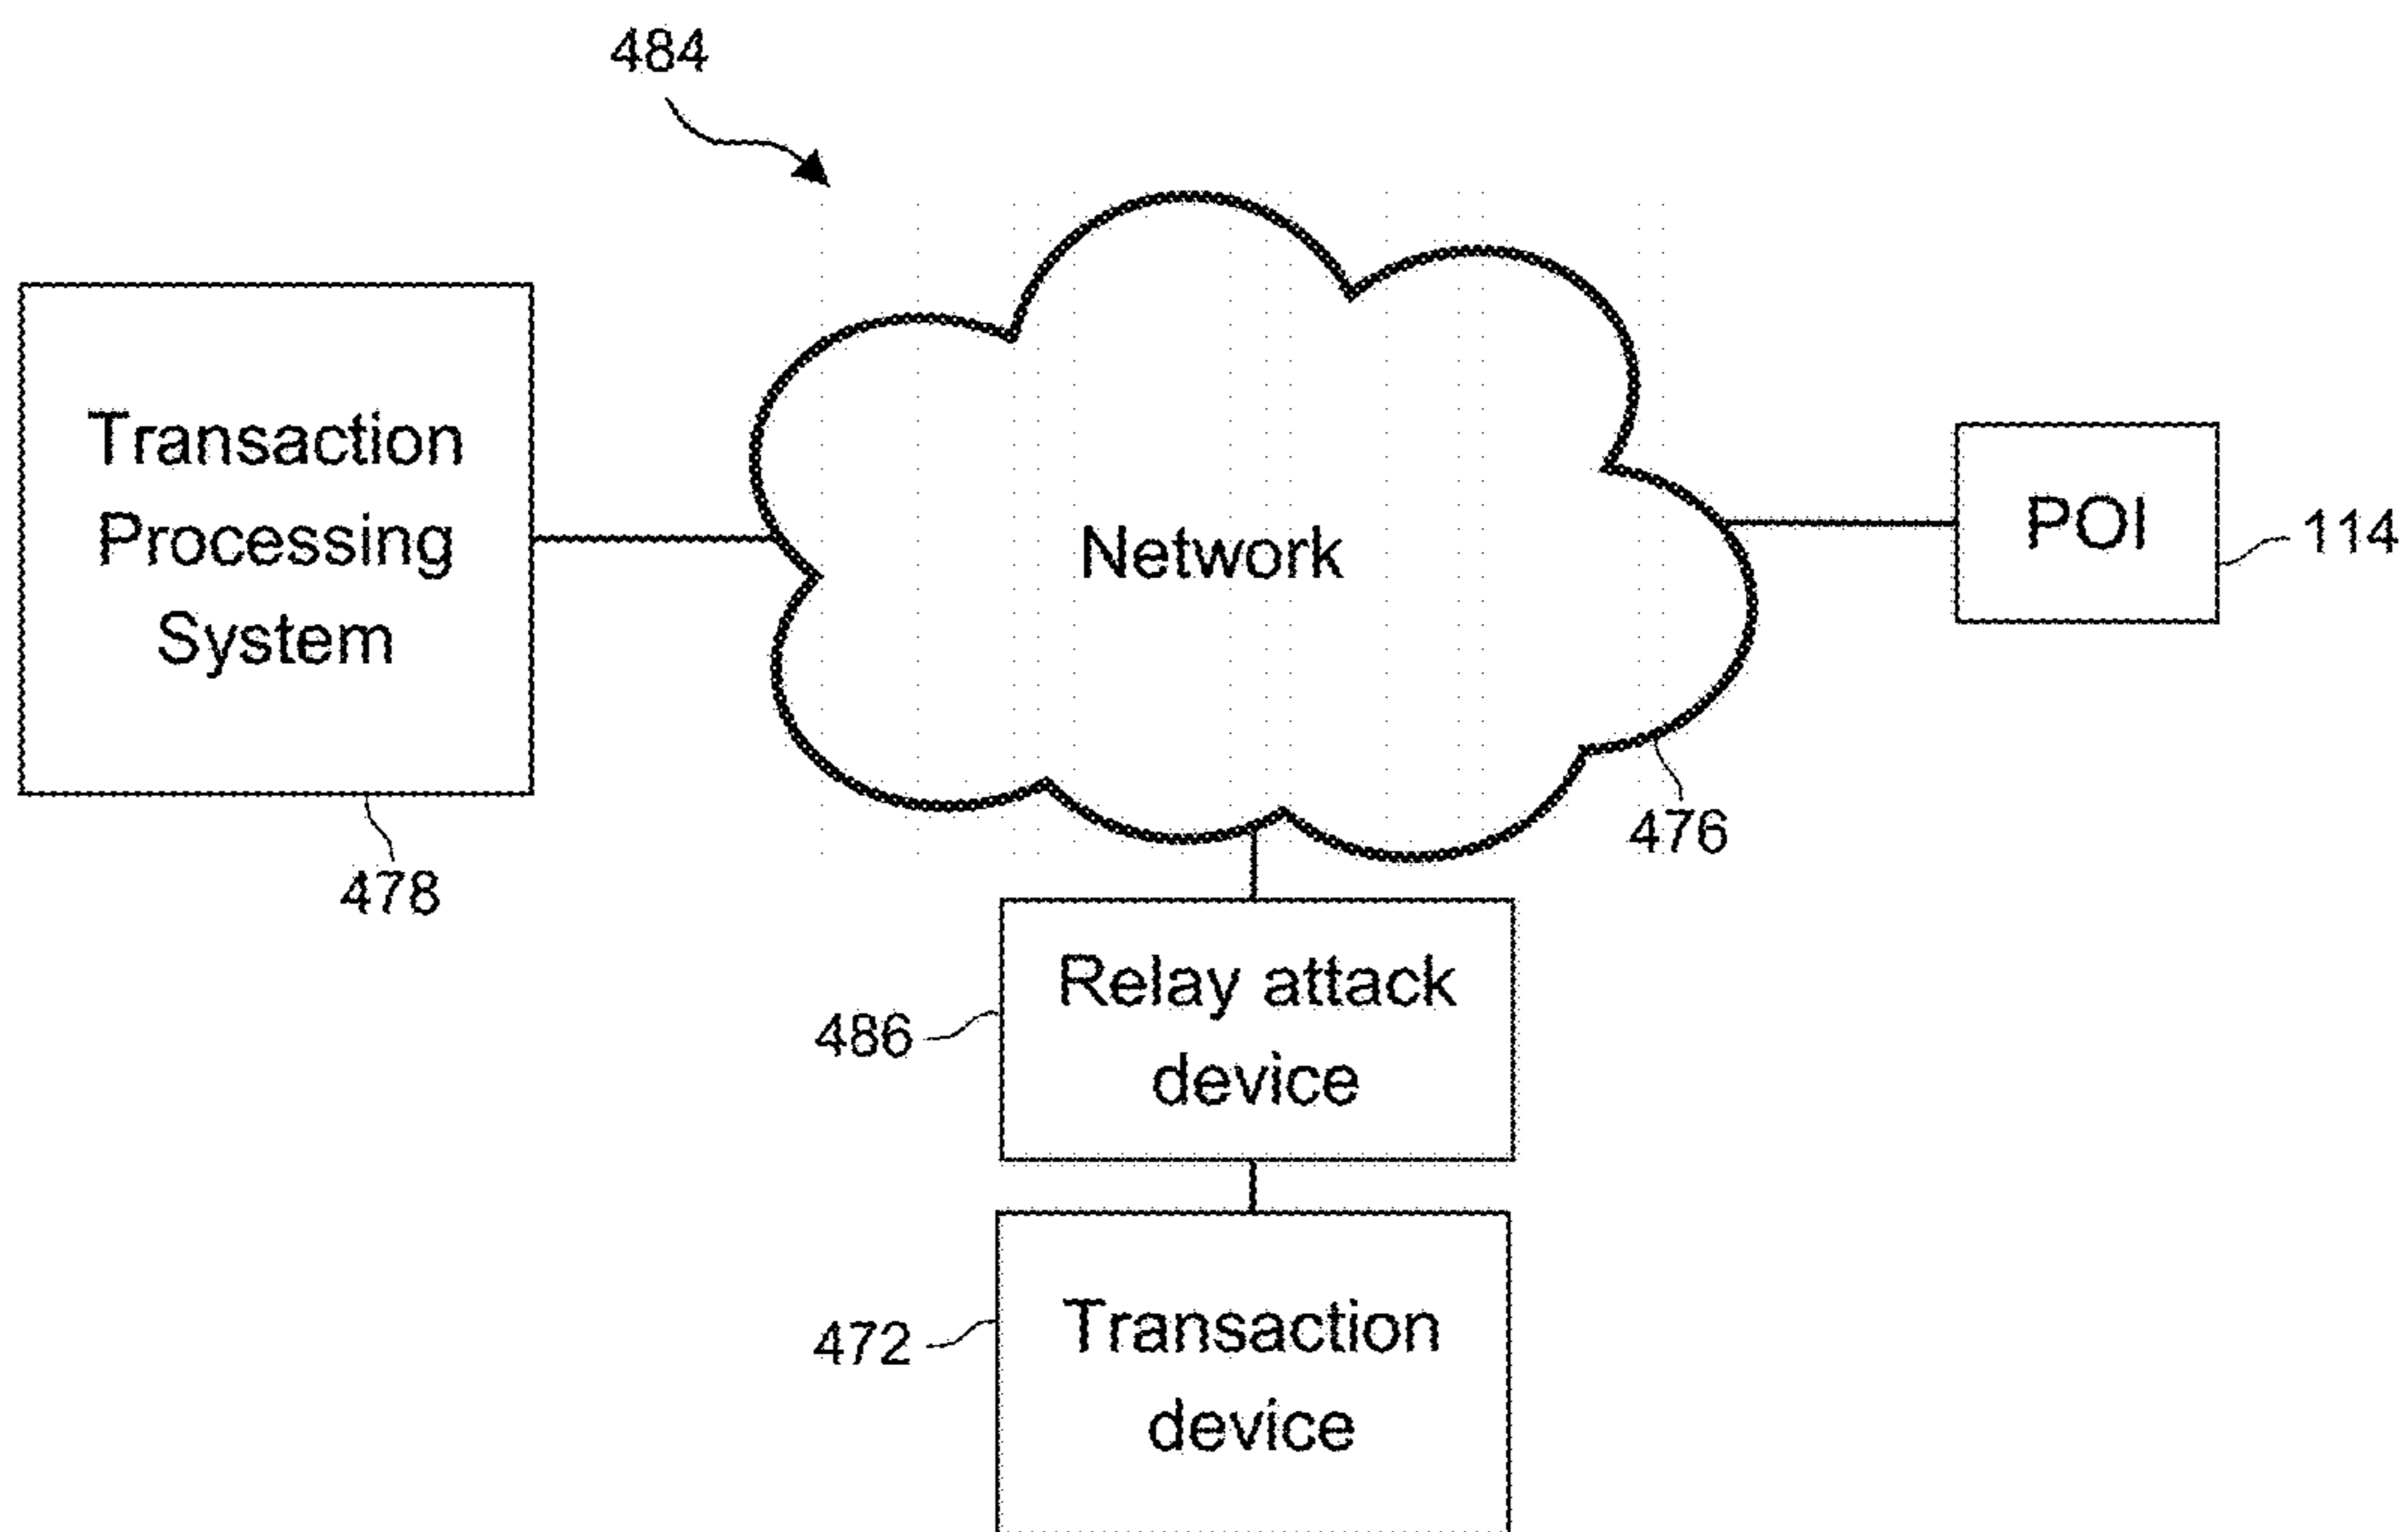 484
Transaction
Processing
System
Network
POI
114
476
478
Relay attack
device
486
Transaction
device
472